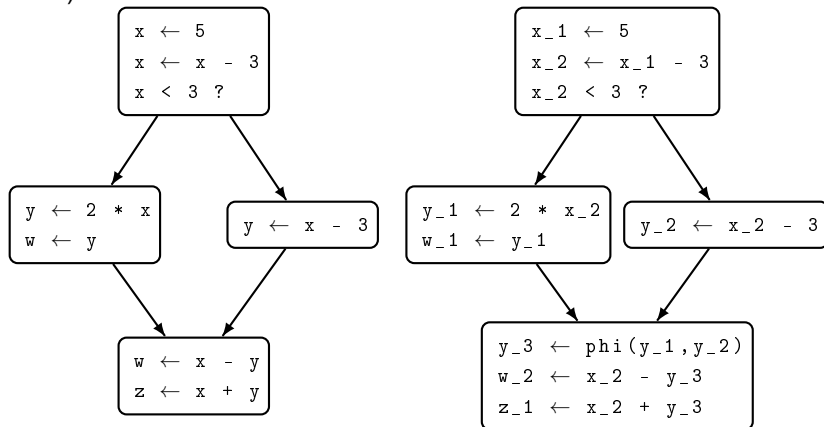 x ← 5
x ← x - 3
x < 3 ?
y ← 2 * x
w ← y
y ← x - 3
w ← x - y
z ← x + y
x_1 ← 5
x_2 ← x_1 - 3
x_2 < 3 ?
y_1 ← 2 * x_2
w_1 ← y_1
y_2 ← x_2 - 3
y_3 ← phi(y_1,y_2)
w_2 ← x_2 - y_3
z_1 ← x_2 + y_3